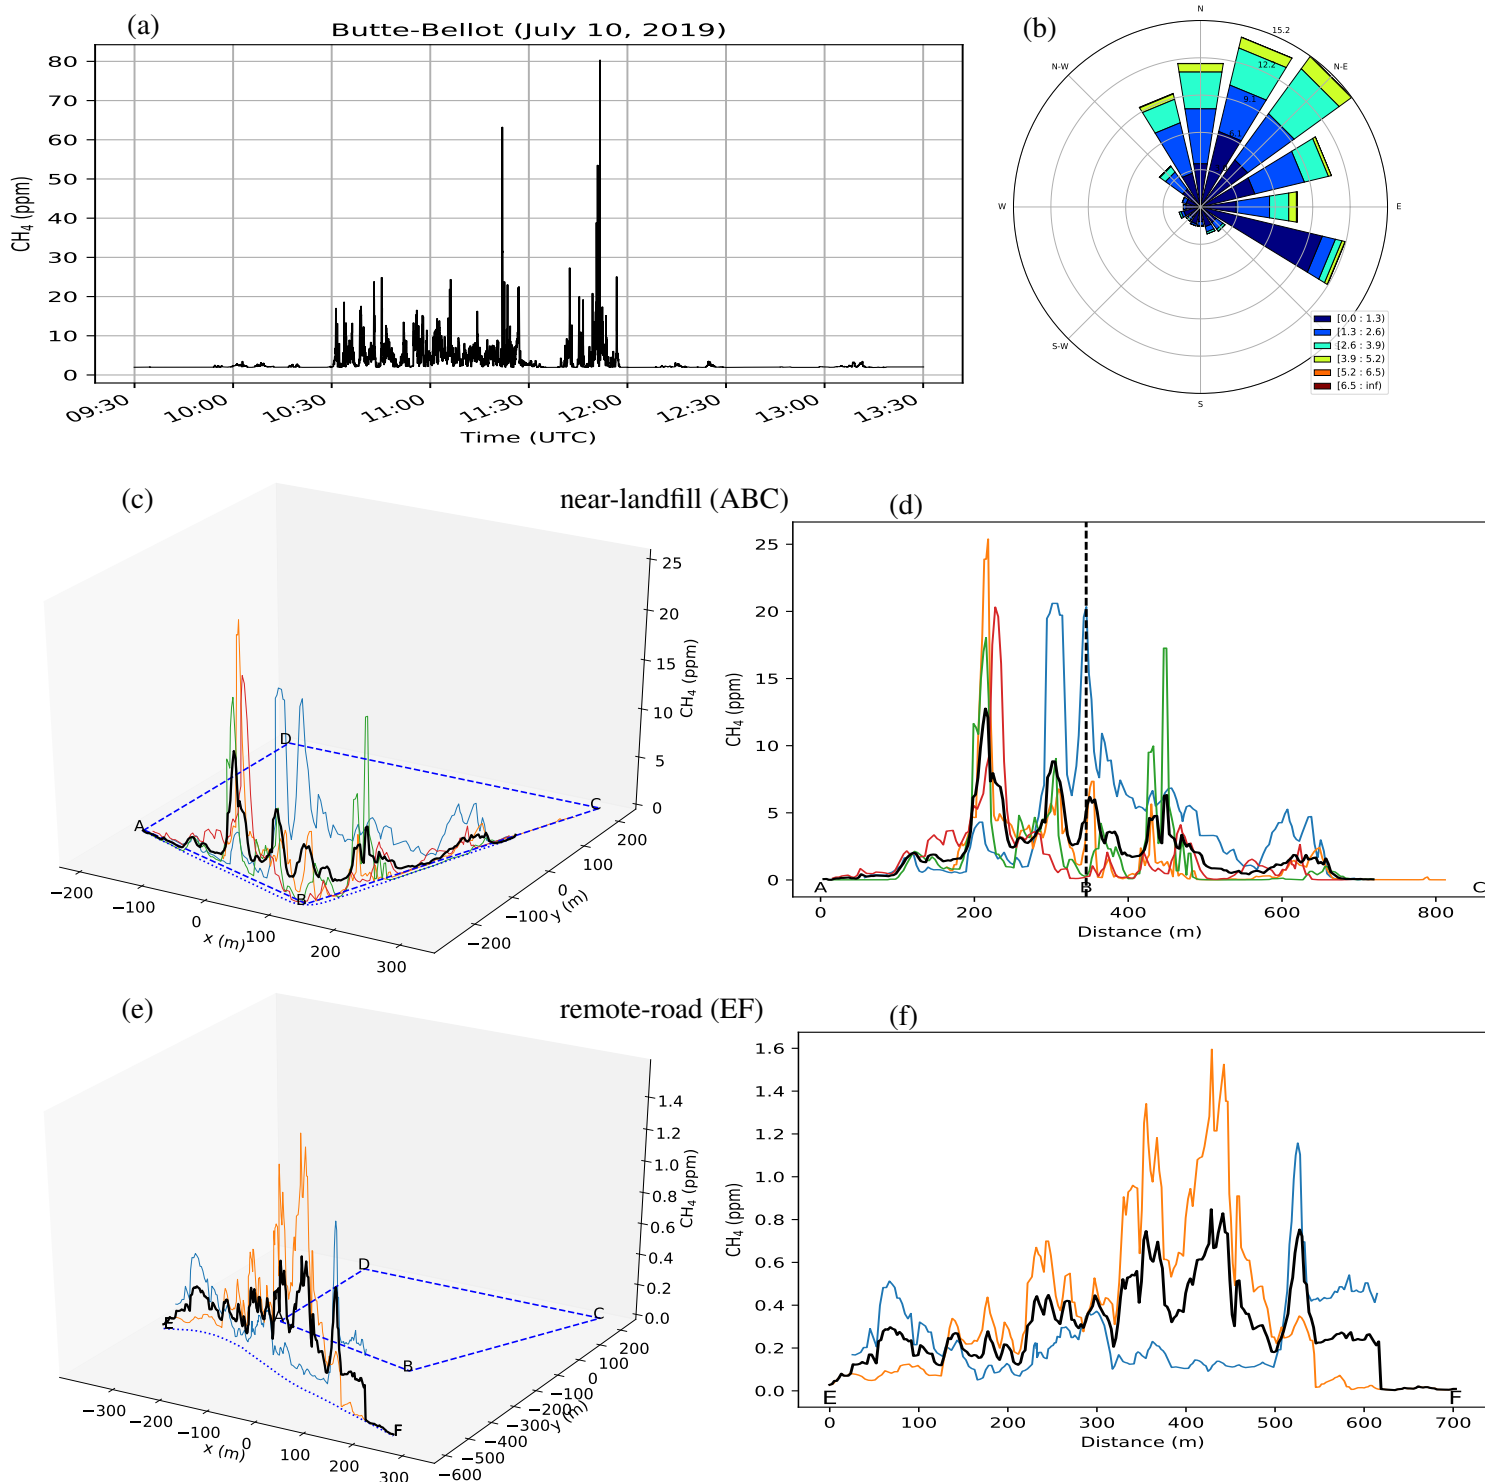 (a)
Butte-Bellot (July 10, 2019)
CH4 (ppm)
80
70
60
50
40
30
20
10
0
09:30 10:00 10:30 11:00 11:30 12:00 12:30 13:00 13:30
Time (UTC)
(b)
N
N-E
E
S
S-W
W
N-W
15.2
12.2
9.1
6.1
[0.0 : 1.3)
[1.3 : 2.6)
[2.6 : 3.9)
[3.9 : 5.2)
[5.2 : 6.5)
[6.5 : inf)
(c)
near-landfill (ABC)
25
20
15
10
5
0
CH4 (ppm)
D
C
A
B
−200 −100 0 100 200 300
x (m)
−200 −100 0 100 200
y (m)
(d)
25
20
15
10
5
0
CH4 (ppm)
A B C
0 200 400 600 800
Distance (m)
(e)
remote-road (EF)
1.4
1.2
1.0
0.8
0.6
0.4
0.2
0.0
CH4 (ppm)
D
C
A
B
E
F
−300 −200 −100 0 100 200 300
x (m)
−600 −500 −400 −300 −200 −100 0 100 200
y (m)
(f)
1.6
1.4
1.2
1.0
0.8
0.6
0.4
0.2
0.0
CH4 (ppm)
E F
0 100 200 300 400 500 600 700
Distance (m)